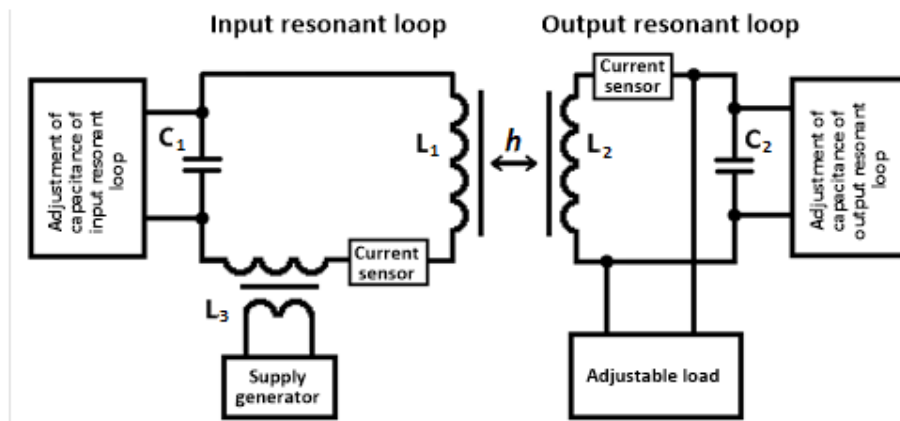 Input resonant loop
Output resonant loop
Adjustment of
capacitance of
input resonant
loop
C1
L1
h
L2
Current
sensor
C2
Adjustment of
capacitance of
output resonant
loop
Current
sensor
L3
Supply
generator
Adjustable load